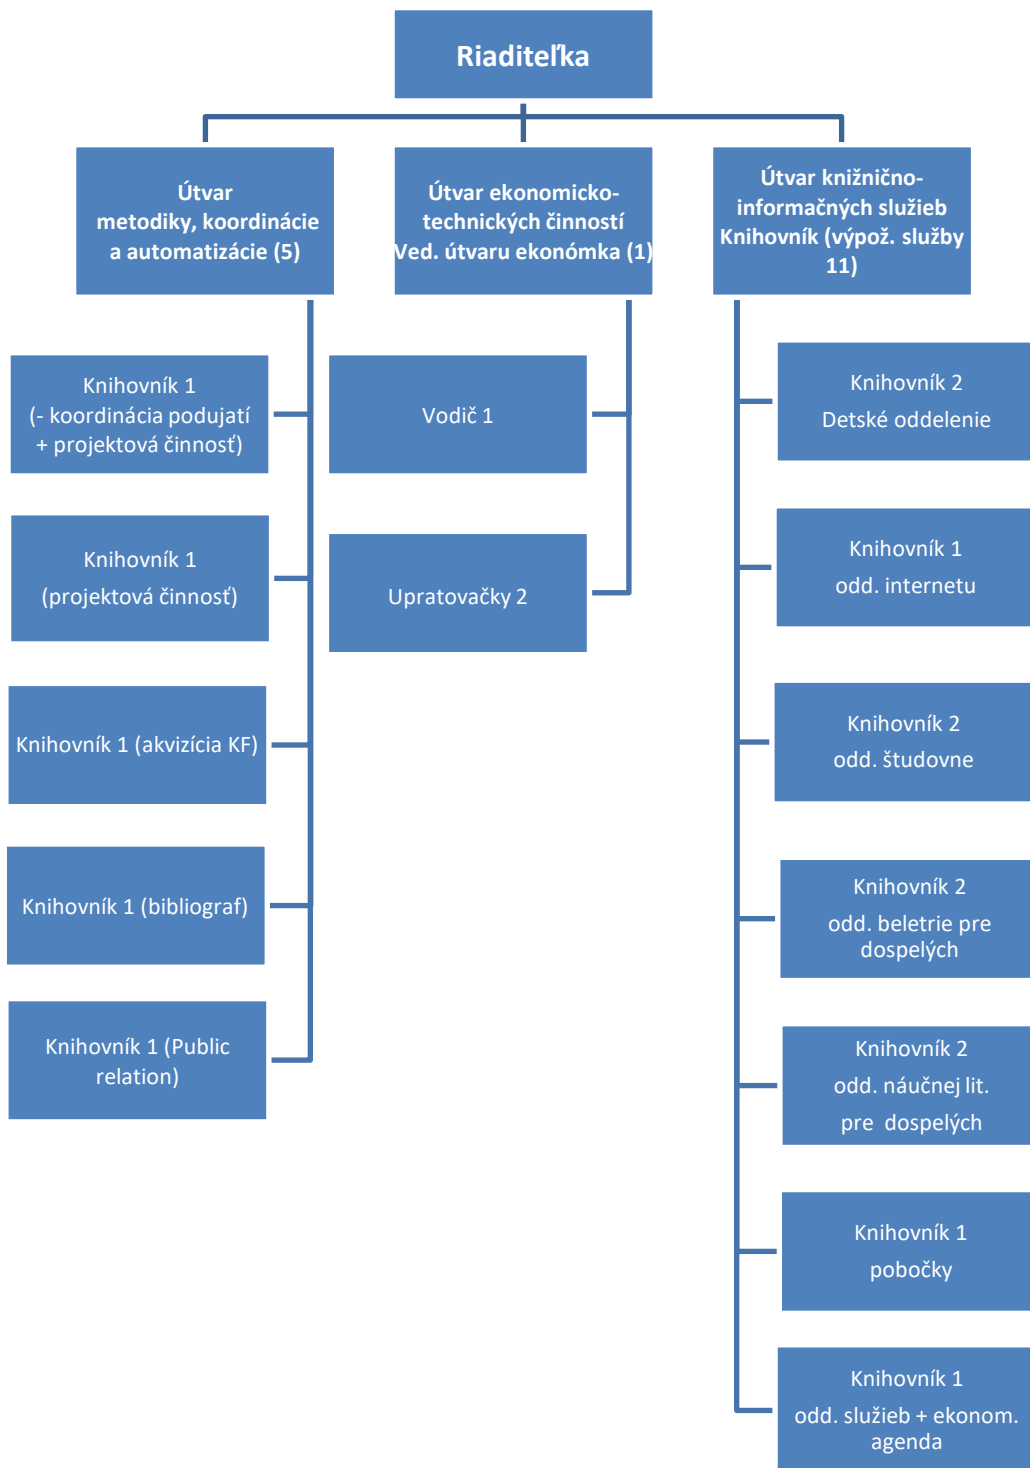 Riaditeľka
Útvar
metodiky, koordinácie
a automatizácie (5)
Útvar ekonomicko-
technických činností
Ved. útvaru ekonómka (1)
Útvar knižnično-
informačných služieb
Knihovník (výpož. služby
11)
Knihovník 1
(- koordinácia podujatí
+ projektová činnosť)
Knihovník 1
(projektová činnosť)
Knihovník 1 (akvizícia KF)
Knihovník 1 (bibliograf)
Knihovník 1 (Public
relation)
Vodič 1
Upratovačky 2
Knihovník 2
Detské oddelenie
Knihovník 1
odd. internetu
Knihovník 2
odd. študovne
Knihovník 2
odd. beletrie pre
dospelých
Knihovník 2
odd. náučnej lit.
pre  dospelých
Knihovník 1
pobočky
Knihovník 1
odd. služieb + ekonom.
agenda